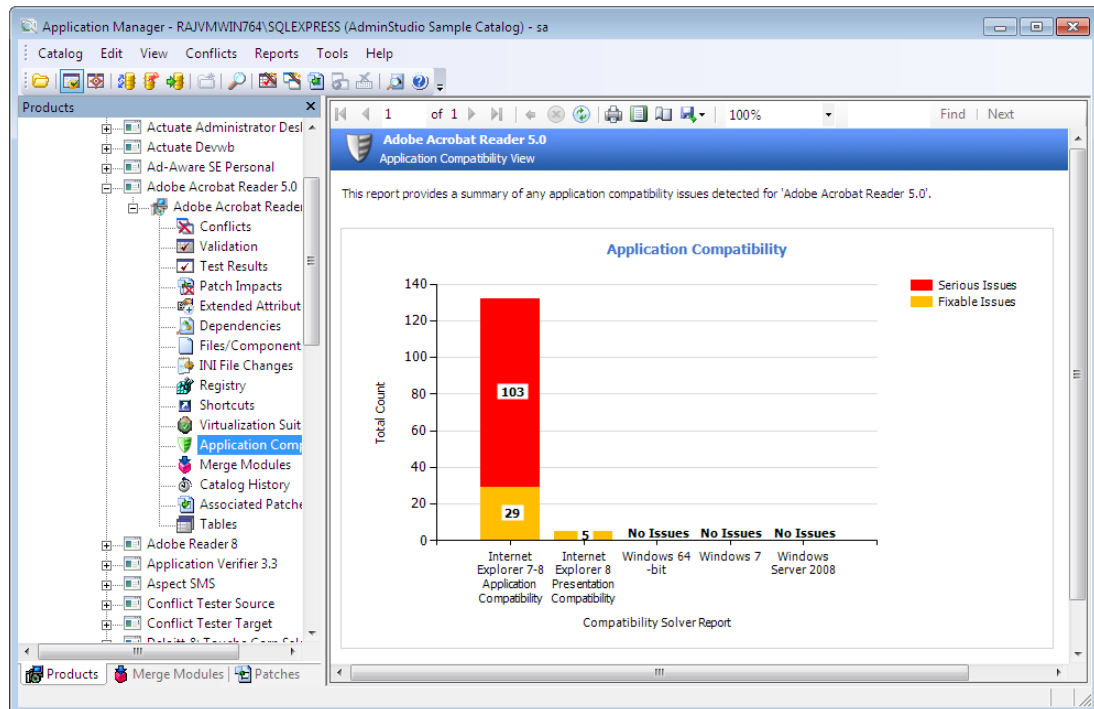 Application Manager - RAJVMWIN764\SQLEXPRESS (AdminStudio Sample Catalog) - sa
Catalog Edit View Conflicts Reports Tools Help
Products
Actuate Administrator Desl
Actuate Devwb
Ad-Aware SE Personal
Adobe Acrobat Reader 5.0
Adobe Acrobat Reader
Conflicts
Validation
Test Results
Patch Impacts
Extended Attribut
Dependencies
Files/Component
INI File Changes
Registry
Shortcuts
Virtualization Suit
Application Comp
Merge Modules
Catalog History
Associated Patche
Tables
Adobe Reader 8
Application Verifier 3.3
Aspect SMS
Conflict Tester Source
Conflict Tester Target
Products Merge Modules Patches
1 of 1 100% Find | Next
Adobe Acrobat Reader 5.0
Application Compatibility View
This report provides a summary of any application compatibility issues detected for 'Adobe Acrobat Reader 5.0'.
Application Compatibility
Serious Issues
Fixable Issues
Total Count
140
120
100
80
60
40
20
0
103
29
5
No Issues No Issues No Issues
Internet Explorer 7-8 Application Compatibility
Internet Explorer 8 Presentation Compatibility
Windows 64 -bit
Windows 7
Windows Server 2008
Compatibility Solver Report